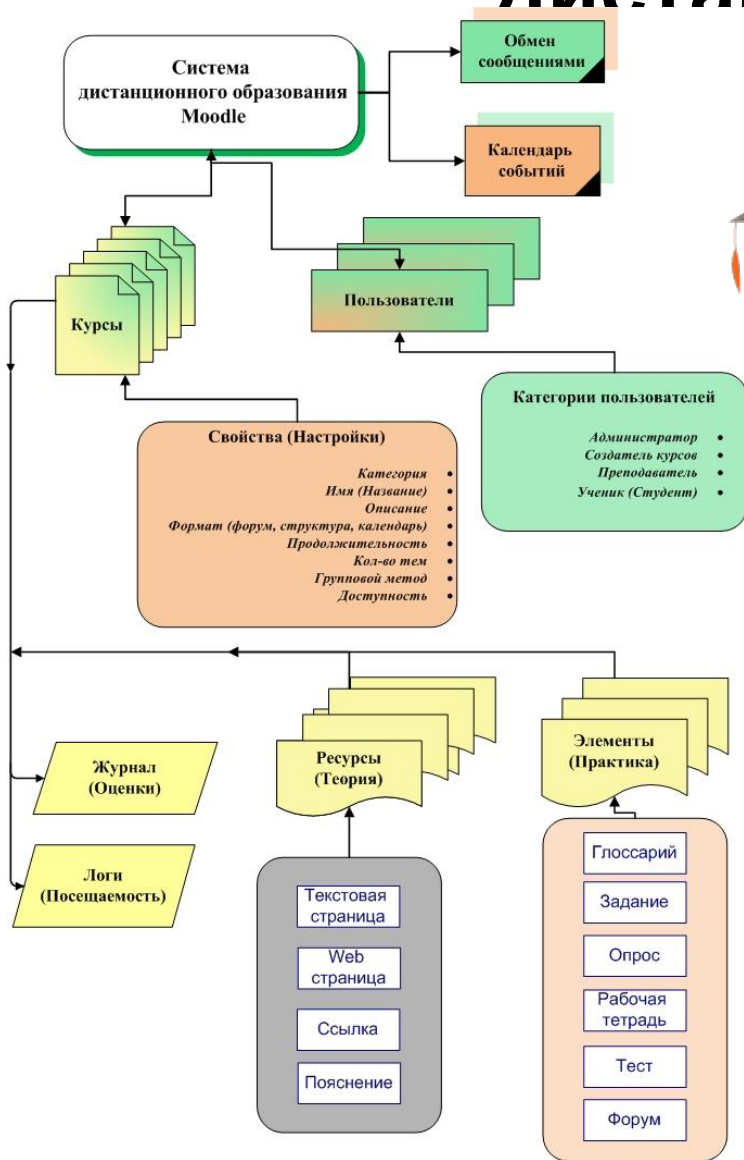 Система
дистанционного образования
Moodle
Обмен
сообщениями
Календарь
событий
Курсы
Пользователи
Категории пользователей
Администратор •
Создатель курсов •
Преподаватель •
Ученик (Студент) •
Свойства (Настройки)
Категория •
Имя (Название) •
Описание •
Формат (форум, структура, календарь) •
Продолжительность •
Кол-во тем •
Групповой метод •
Доступность •
Журнал
(Оценки)
Логи
(Посещаемость)
Ресурсы
(Теория)
Элементы
(Практика)
Текстовая
страница
Web
страница
Ссылка
Пояснение
Глоссарий
Задание
Опрос
Рабочая
тетрадь
Тест
Форум